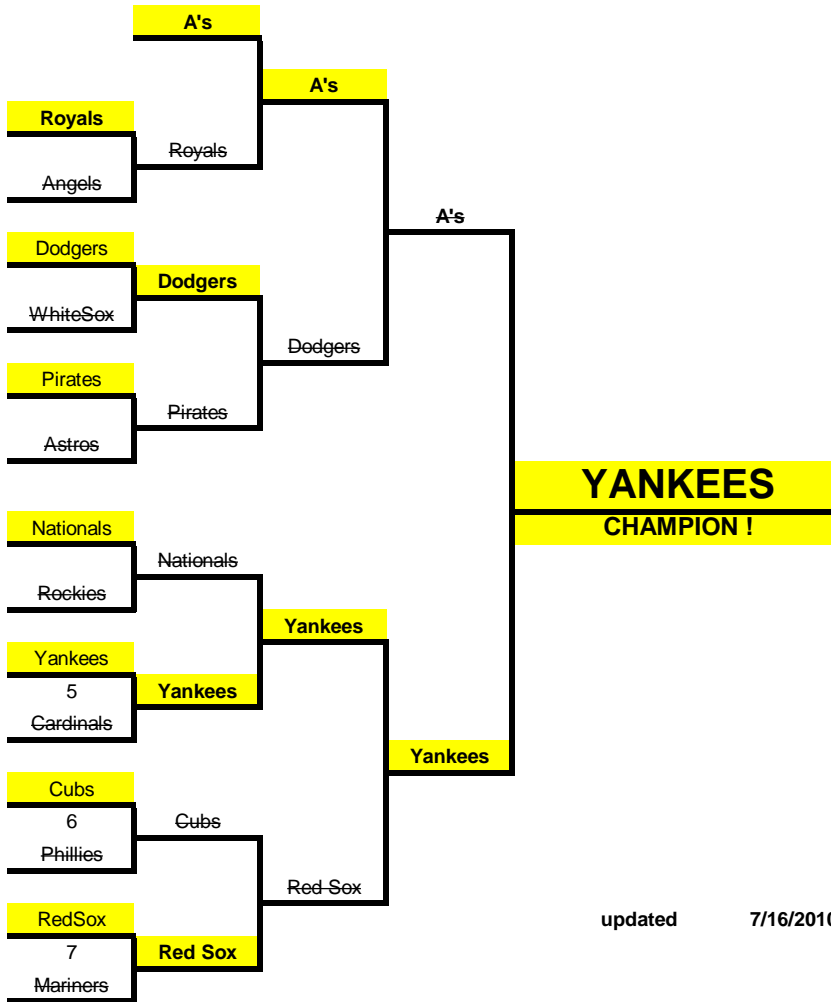 A's
A's
Royals
Royals
Angels
A's
Dodgers
Dodgers
WhiteSox
Dodgers
Pirates
Pirates
Astros
YANKEES
CHAMPION !
Nationals
Nationals
Rockies
Yankees
Yankees
5 Yankees
Cardinals
Yankees
Cubs
6 Cubs
Phillies
Red Sox
RedSox
updated 7/16/2010
7 Red Sox
Mariners